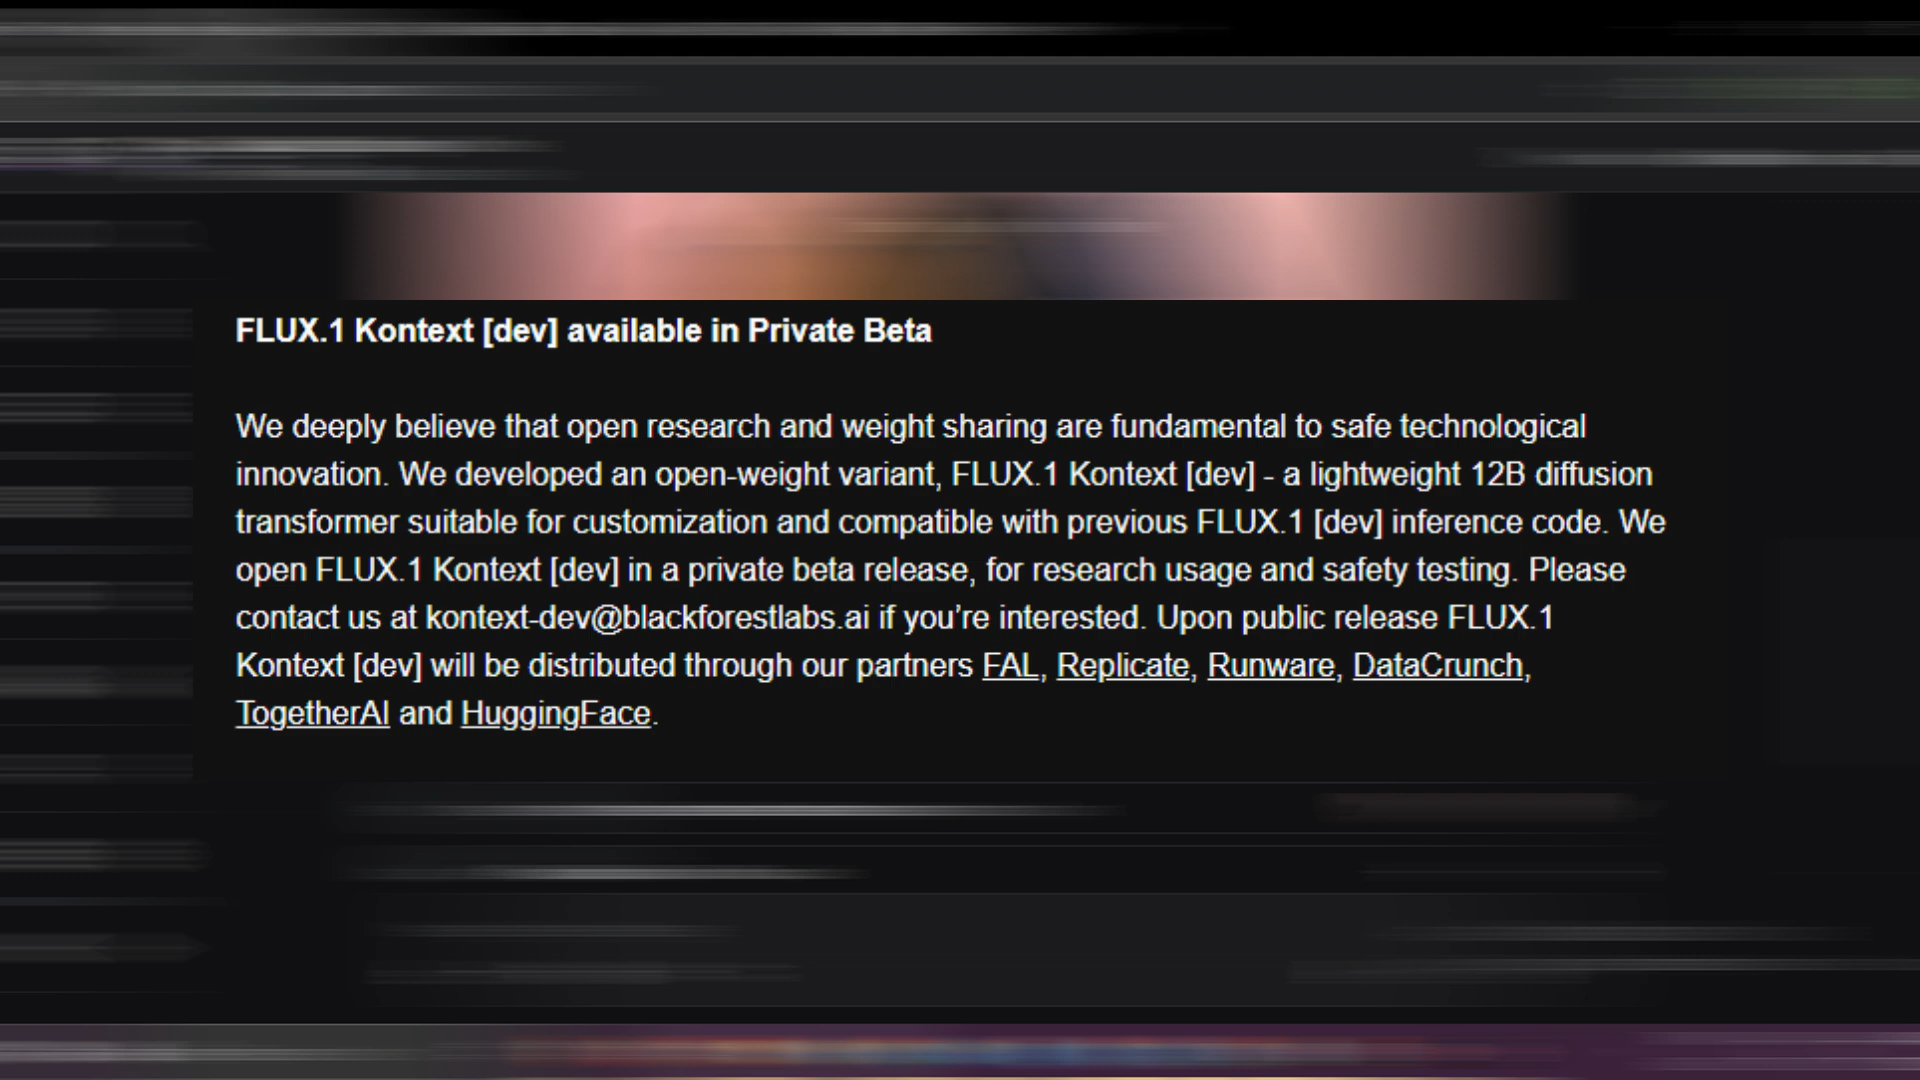 FLUX.1 Kontext [dev] available in Private Beta
We deeply believe that open research and weight sharing are fundamental to safe technological
innovation. We developed an open-weight variant, FLUX.1 Kontext [dev] - a lightweight 12B diffusion
transformer suitable for customization and compatible with previous FLUX.1 [dev] inference code. We
open FLUX.1 Kontext [dev] in a private beta release, for research usage and safety testing. Please
contact us at kontext-dev@blackforestlabs.ai if you’re interested. Upon public release FLUX.1
Kontext [dev] will be distributed through our partners FAL, Replicate, Runware, DataCrunch,
TogetherAI and HuggingFace.